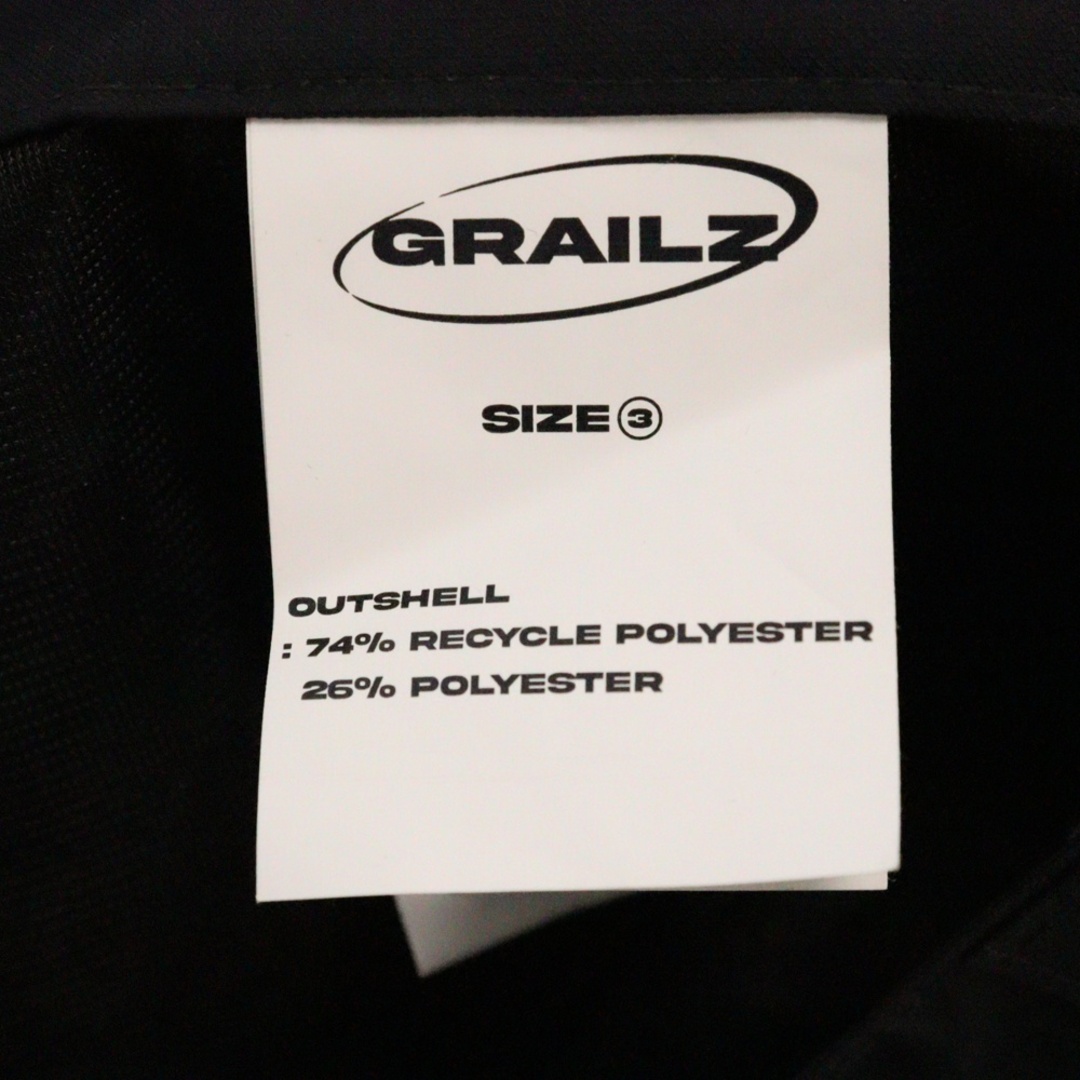 GRAILZ
SIZE ③
OUTSHELL
: 74% RECYCLE POLYESTER
26% POLYESTER